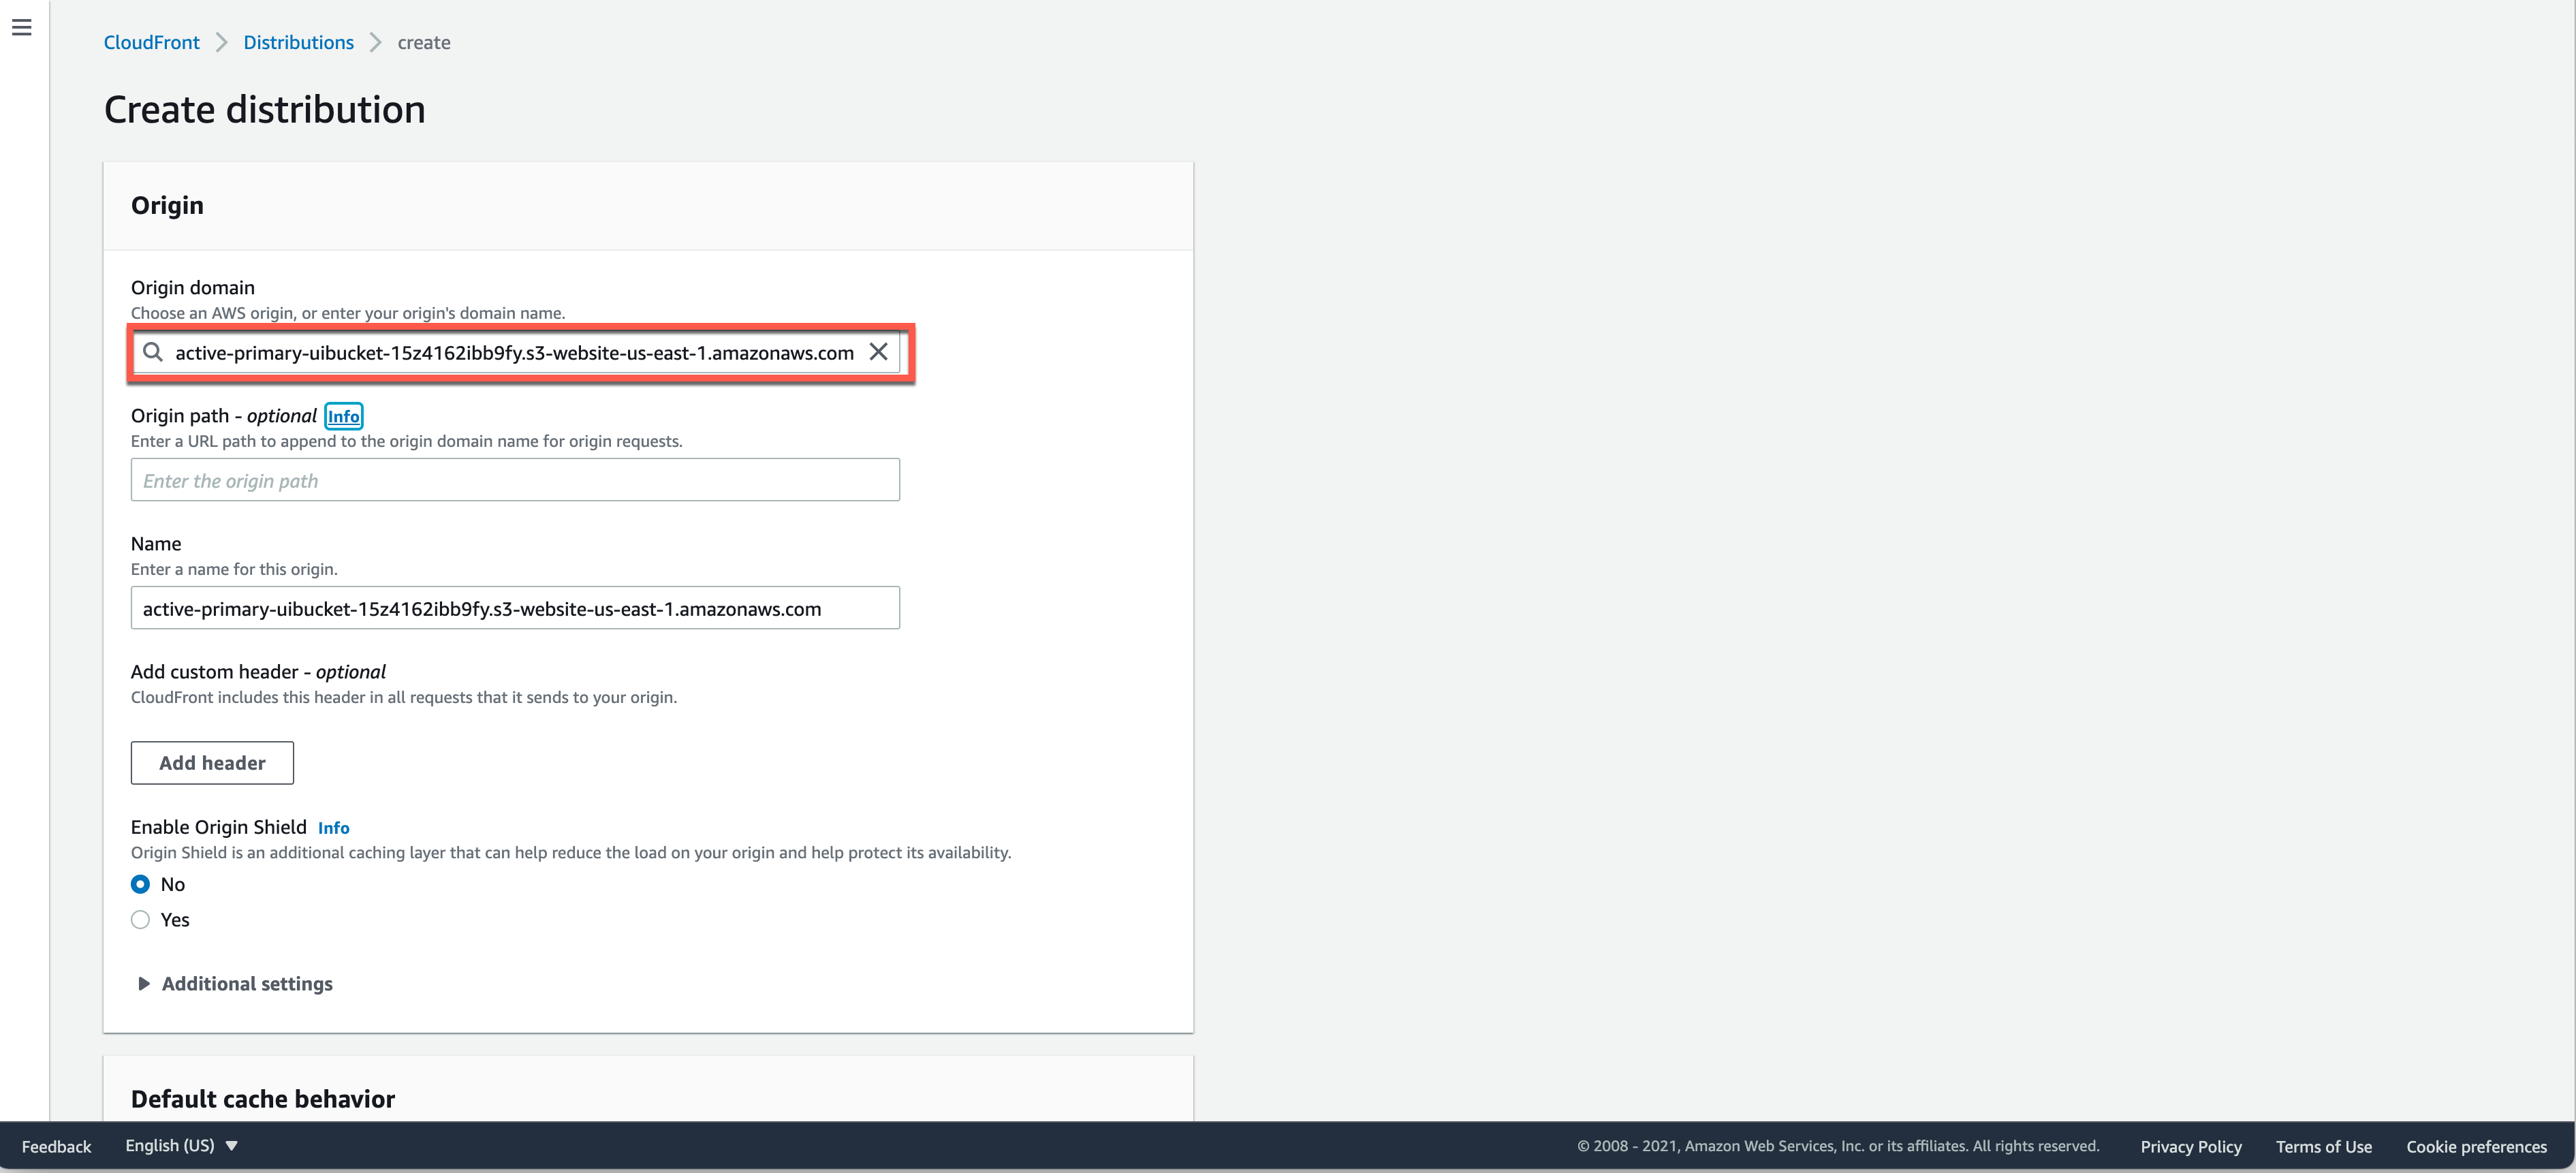 CloudFront > Distributions > create
Create distribution
Origin
Origin domain
Choose an AWS origin, or enter your origin's domain name.
active-primary-uibucket-15z4162ibb9fy.s3-website-us-east-1.amazonaws.com
Origin path - optional Info
Enter a URL path to append to the origin domain name for origin requests.
Enter the origin path
Name
Enter a name for this origin.
active-primary-uibucket-15z4162ibb9fy.s3-website-us-east-1.amazonaws.com
Add custom header - optional
CloudFront includes this header in all requests that it sends to your origin.
Add header
Enable Origin Shield Info
Origin Shield is an additional caching layer that can help reduce the load on your origin and help protect its availability.
No
Yes
Additional settings
Default cache behavior
Feedback English (US) © 2008 - 2021, Amazon Web Services, Inc. or its affiliates. All rights reserved. Privacy Policy Terms of Use Cookie preferences